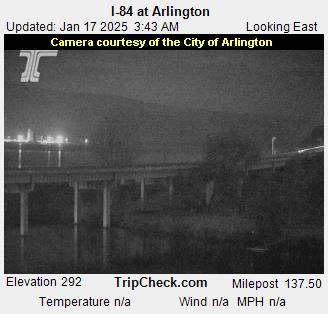 I-84 at Arlington
Updated: Jan 17 2025 3:43 AM Looking East
Camera courtesy of the City of Arlington
Elevation 292 TripCheck.com Milepost 137.50
Temperature n/a Wind n/a MPH n/a